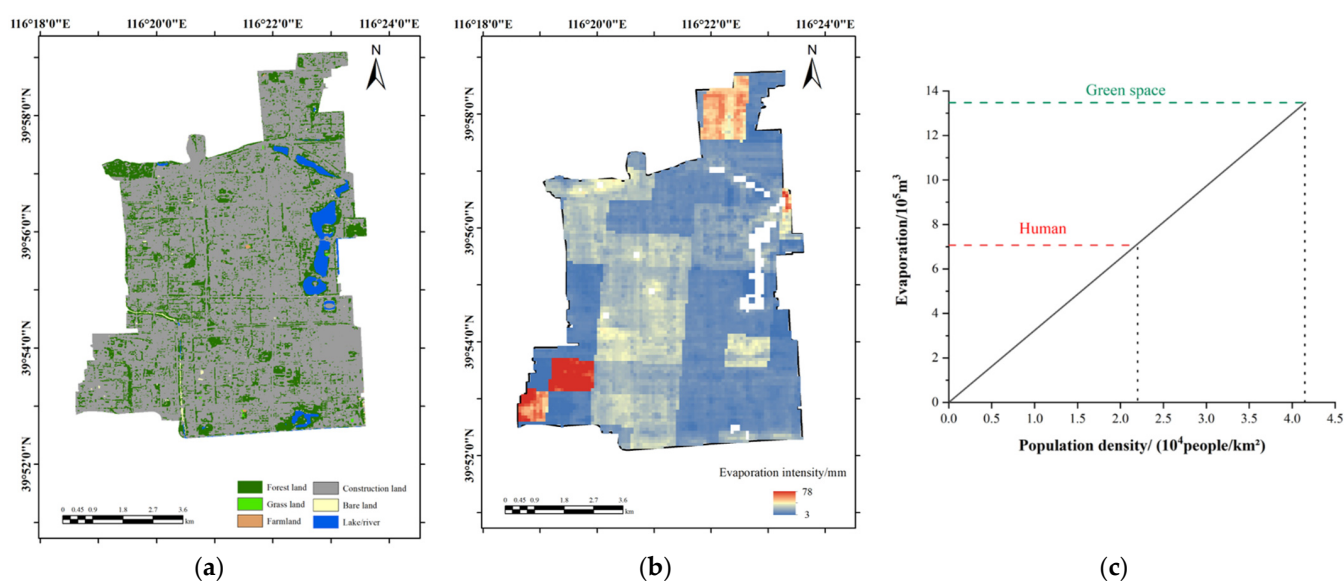 116°18'0"E 116°20'0"E 116°22'0"E 116°24'0"E
N
39°58'0"N
39°56'0"N
39°54'0"N
39°52'0"N
Forest land
Grass land
Farmland
Construction land
Bare land
Lake/river
0 0.45 0.9 1.8 2.7 3.6
km
(a)
116°18'0"E 116°20'0"E 116°22'0"E 116°24'0"E
N
39°58'0"N
39°56'0"N
39°54'0"N
39°52'0"N
Evaporation intensity/mm
78
3
0 0.45 0.9 1.8 2.7 3.6
km
(b)
14
12
10
8
6
4
2
0
Evaporation/10⁵m³
Green space
Human
0.0 0.5 1.0 1.5 2.0 2.5 3.0 3.5 4.0 4.5
Population density/ (10⁴people/km²)
(c)